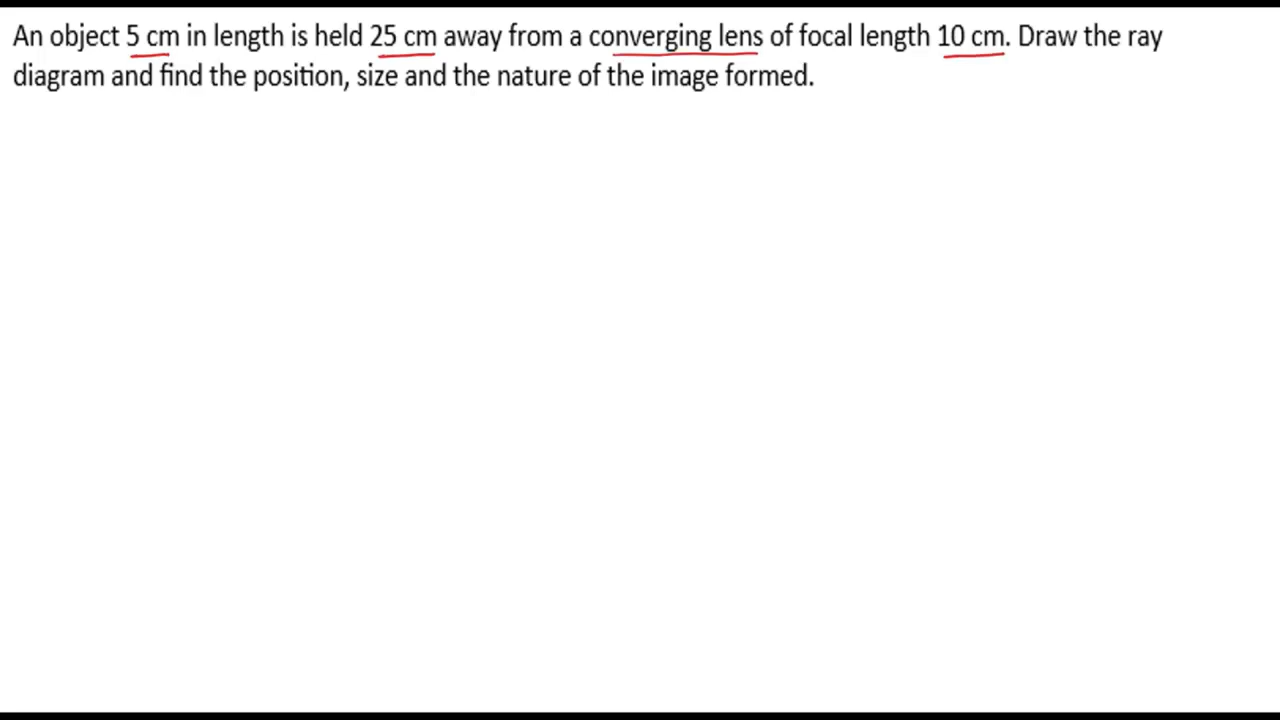 An object 5 cm in length is held 25 cm away from a converging lens of focal length 10 cm. Draw the ray
diagram and find the position, size and the nature of the image formed.